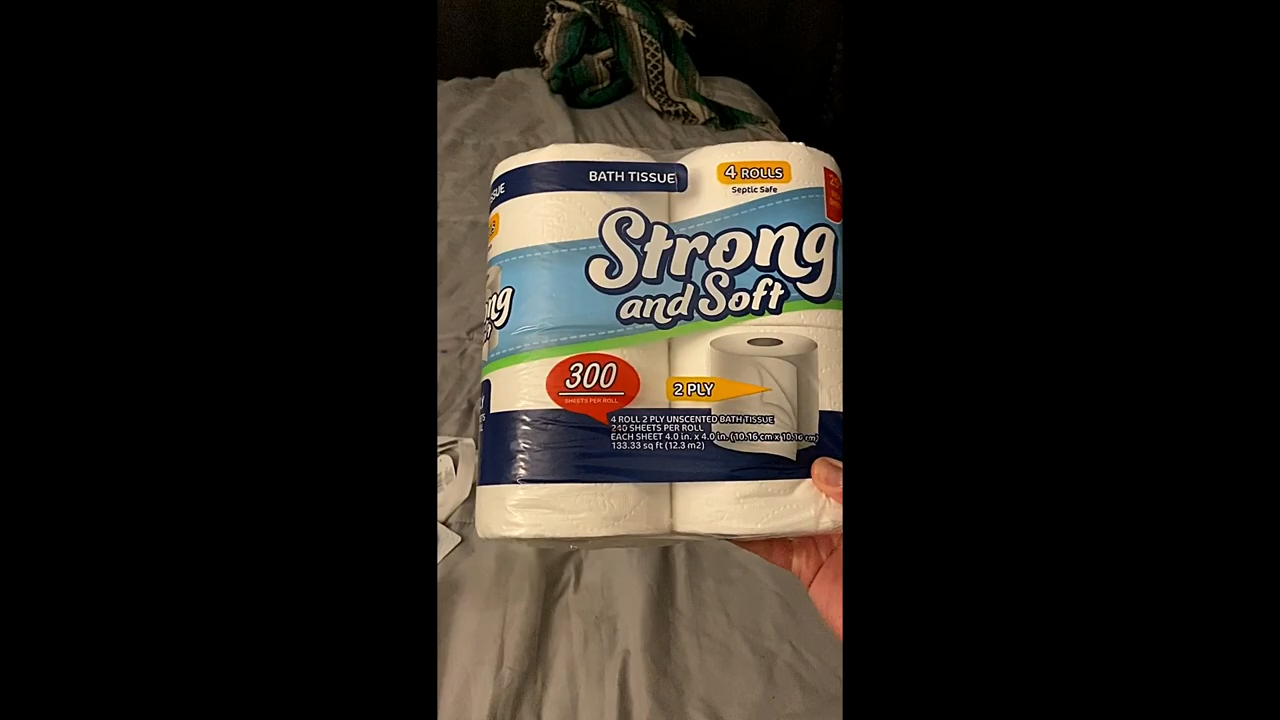 BATH TISSUE
4 ROLLS
Septic Safe
Strong
and Soft
300
SHEETS PER ROLL
2 PLY
4 ROLL 2 PLY UNSCENTED BATH TISSUE
240 SHEETS PER ROLL
EACH SHEET 4.0 in. x 4.0 in. (10.16 cm x 10.16 cm)
133.33 sq ft (12.3 m2)